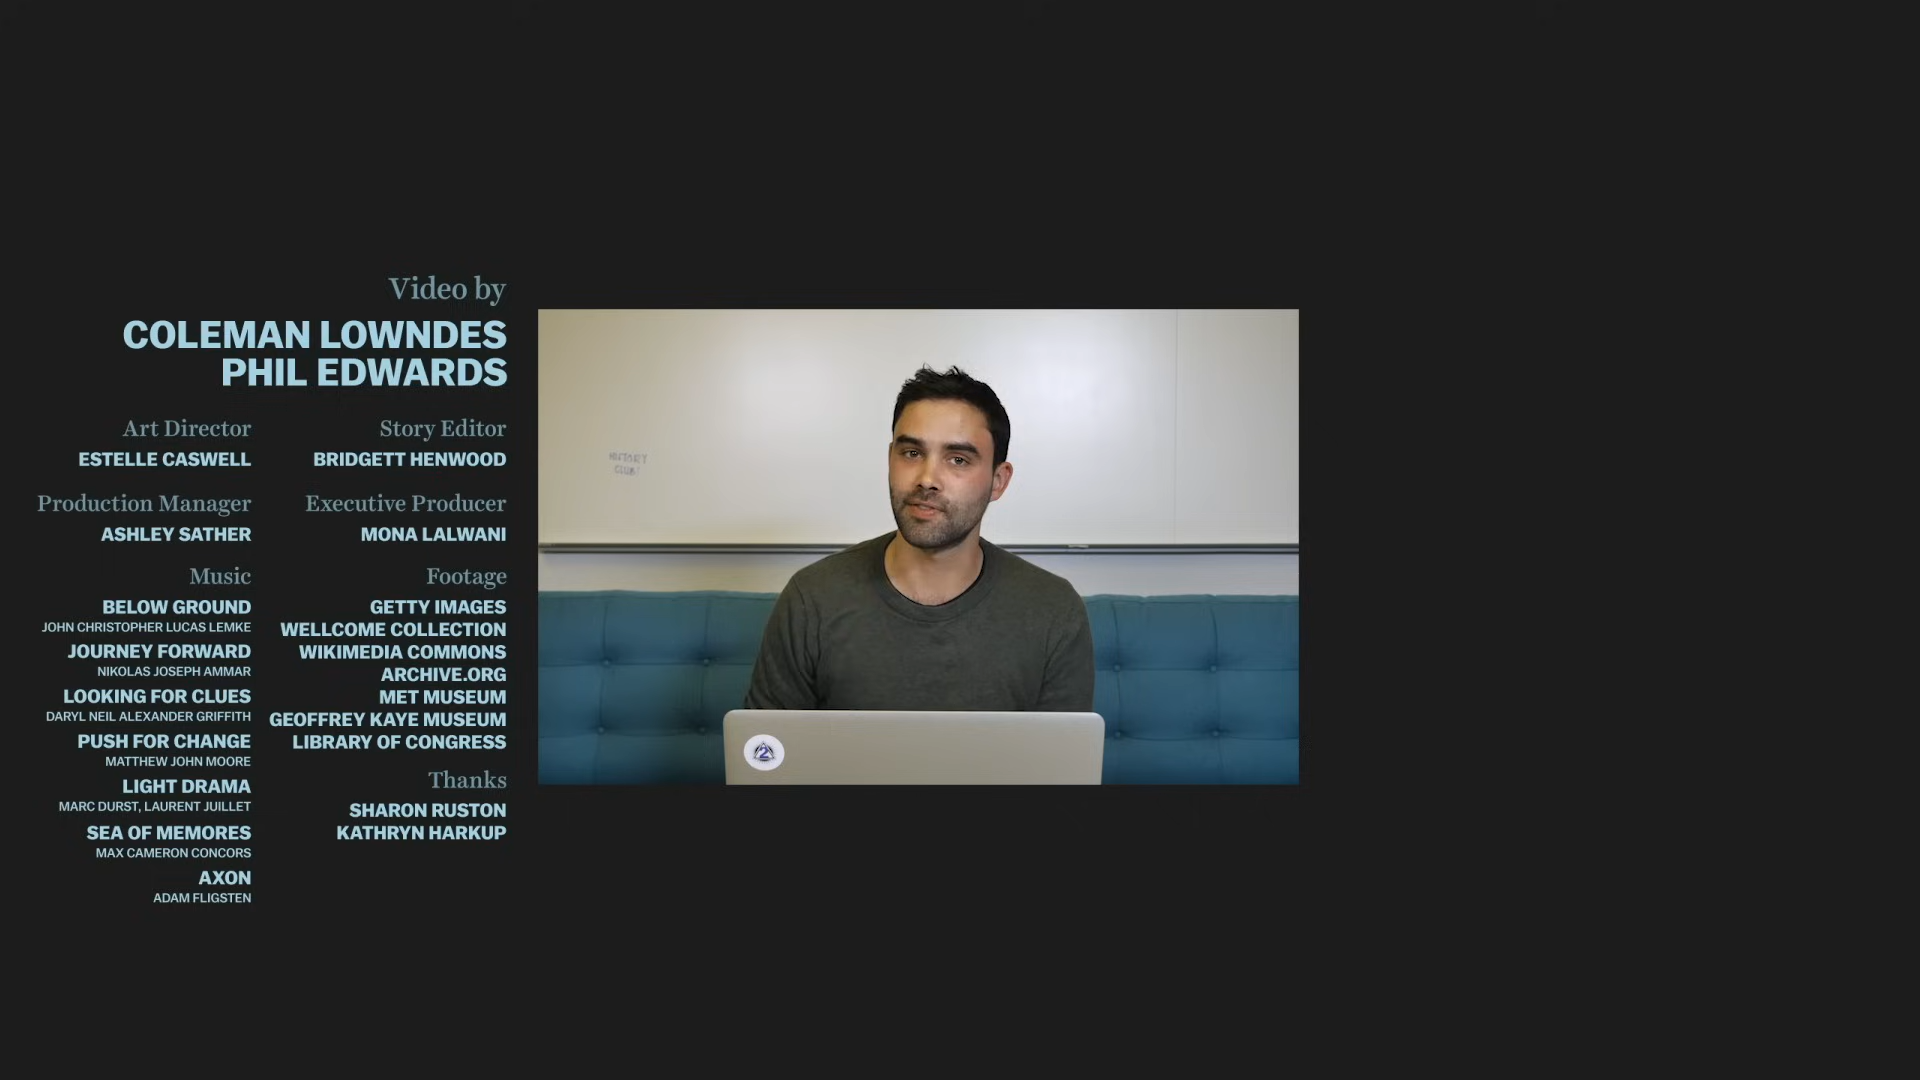 Video by
COLEMAN LOWNDES
PHIL EDWARDS
Art Director
ESTELLE CASWELL
Story Editor
BRIDGETT HENWOOD
Production Manager
ASHLEY SATHER
Executive Producer
MONA LALWANI
Music
BELOW GROUND
JOHN CHRISTOPHER LUCAS LEMKE
JOURNEY FORWARD
NIKOLAS JOSEPH AMMAR
LOOKING FOR CLUES
DARYL NEIL ALEXANDER GRIFFITH
PUSH FOR CHANGE
MATTHEW JOHN MOORE
LIGHT DRAMA
MARC DURST, LAURENT JUILLET
SEA OF MEMORES
MAX CAMERON CONCORS
AXON
ADAM FLIGSTEN
Footage
GETTY IMAGES
WELLCOME COLLECTION
WIKIMEDIA COMMONS
ARCHIVE.ORG
MET MUSEUM
GEOFFREY KAYE MUSEUM
LIBRARY OF CONGRESS
Thanks
SHARON RUSTON
KATHRYN HARKUP
HISTORY
CLUB
2